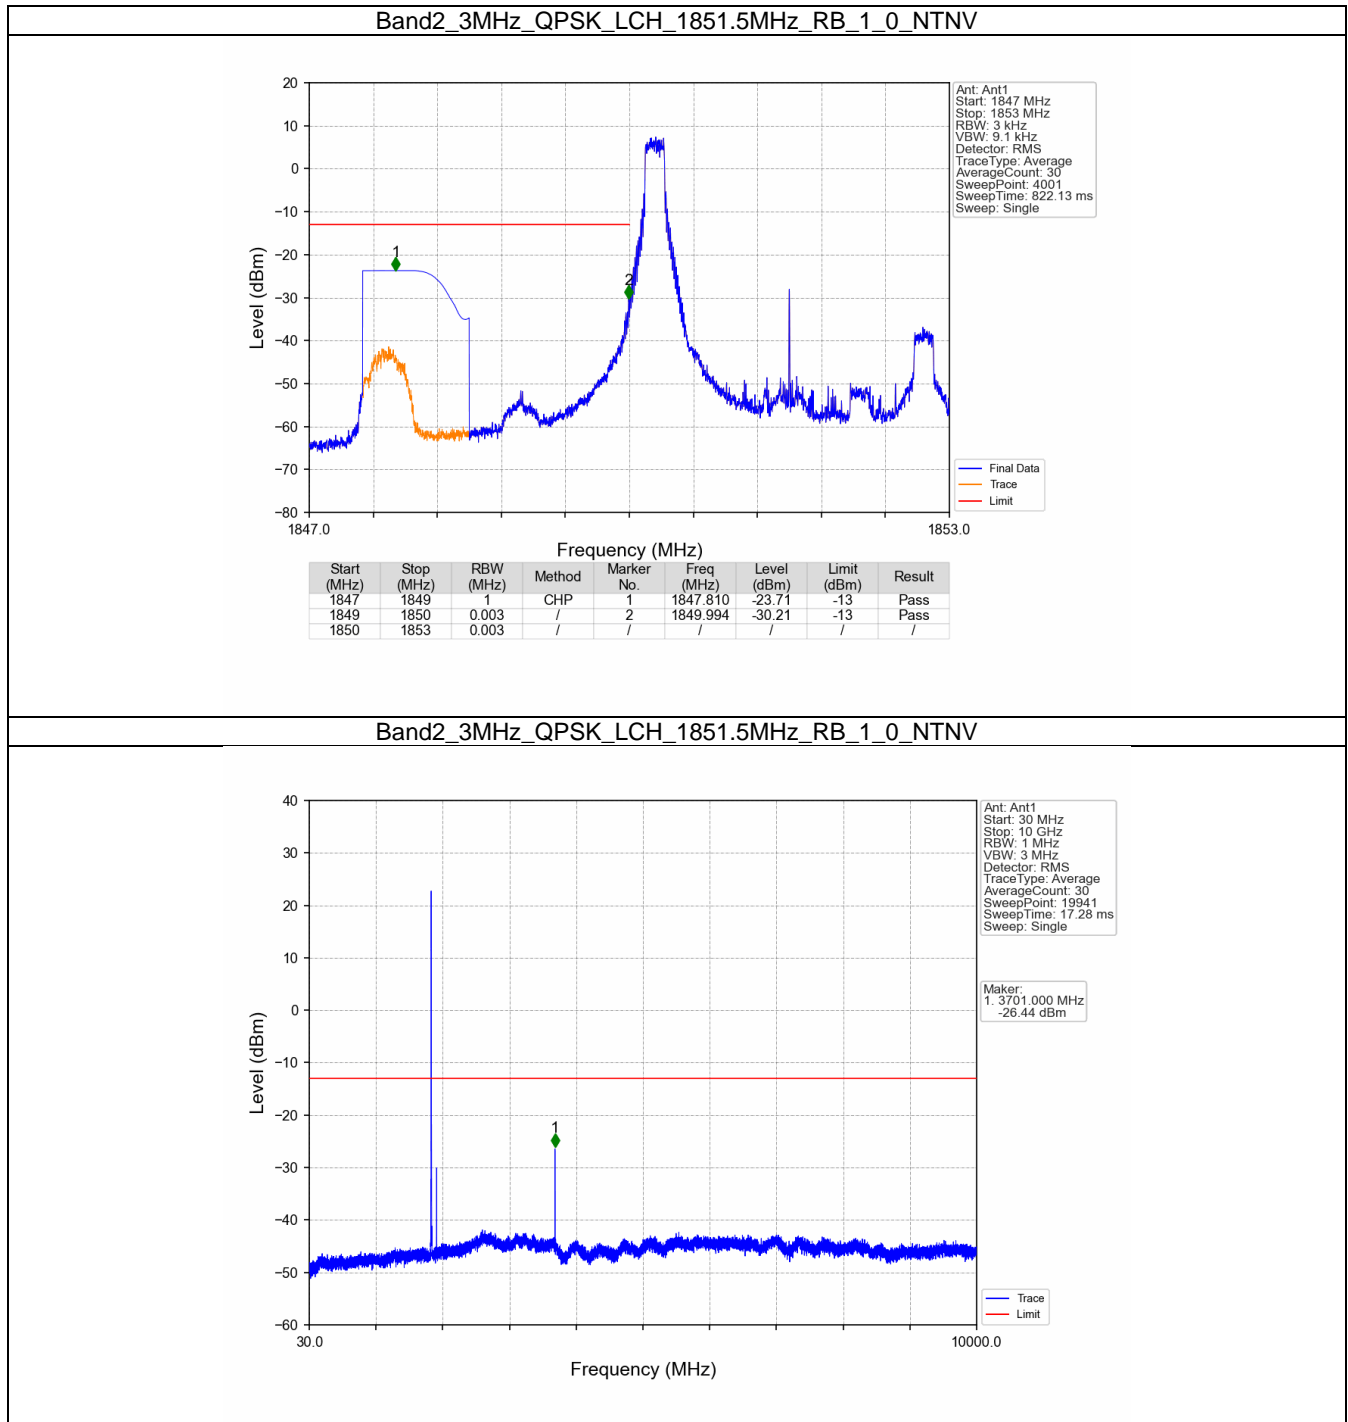 Band2_3MHz_QPSK_LCH_1851.5MHz_RB_1_0_NTNV
20
10
0
−10
−20
−30
−40
−50
−60
−70
−80
Level (dBm)
1
2
1847.0
1853.0
Frequency (MHz)
Ant: Ant1
Start: 1847 MHz
Stop: 1853 MHz
RBW: 3 kHz
VBW: 9.1 kHz
Detector: RMS
TraceType: Average
AverageCount: 30
SweepPoint: 4001
SweepTime: 822.13 ms
Sweep: Single
Final Data
Trace
Limit
Start (MHz) Stop (MHz) RBW (MHz) Method Marker No. Freq (MHz) Level (dBm) Limit (dBm) Result
1847 1849 1 CHP 1 1847.810 -23.71 -13 Pass
1849 1850 0.003 / 2 1849.994 -30.21 -13 Pass
1850 1853 0.003 / / / / / /
Band2_3MHz_QPSK_LCH_1851.5MHz_RB_1_0_NTNV
40
30
20
10
0
−10
−20
−30
−40
−50
−60
Level (dBm)
1
30.0
10000.0
Frequency (MHz)
Ant: Ant1
Start: 30 MHz
Stop: 10 GHz
RBW: 1 MHz
VBW: 3 MHz
Detector: RMS
TraceType: Average
AverageCount: 30
SweepPoint: 19941
SweepTime: 17.28 ms
Sweep: Single
Maker:
1. 3701.000 MHz
-26.44 dBm
Trace
Limit